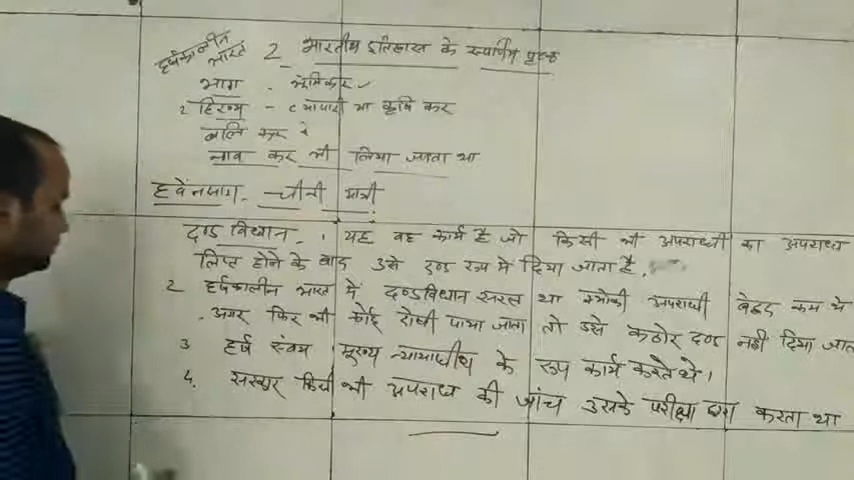 हर्षकालीन भारत 2 भारतीय इतिहास के स्वर्णिम पृष्ठ
भाग - भूमिकर
2 हिरण्य - व्यापारी या कृषि कर
बलि कर
नाव कर भी लिया जाता था
ह्वेनसाग - चीनी यात्री
दण्ड विधान - यह वह कार्य है जो किसी भी अपराधी का अपराध
लिप्त होने के बाद उसे दण्ड रूप में दिया जाता है,
2 हर्षकालीन भारत में दण्डविधान सरल था क्योकी अपराधी बेहद कम थे
अगर फिर भी कोई दोषी पाया जाता तो उसे कठोर दण्ड नही दिया जाता
3 हर्ष स्वंय मुख्य न्यायाधीष के रूप कार्य करते थे।
4. सरकार किसी भी अपराध की जांच उसके परीक्षा द्वारा करता था